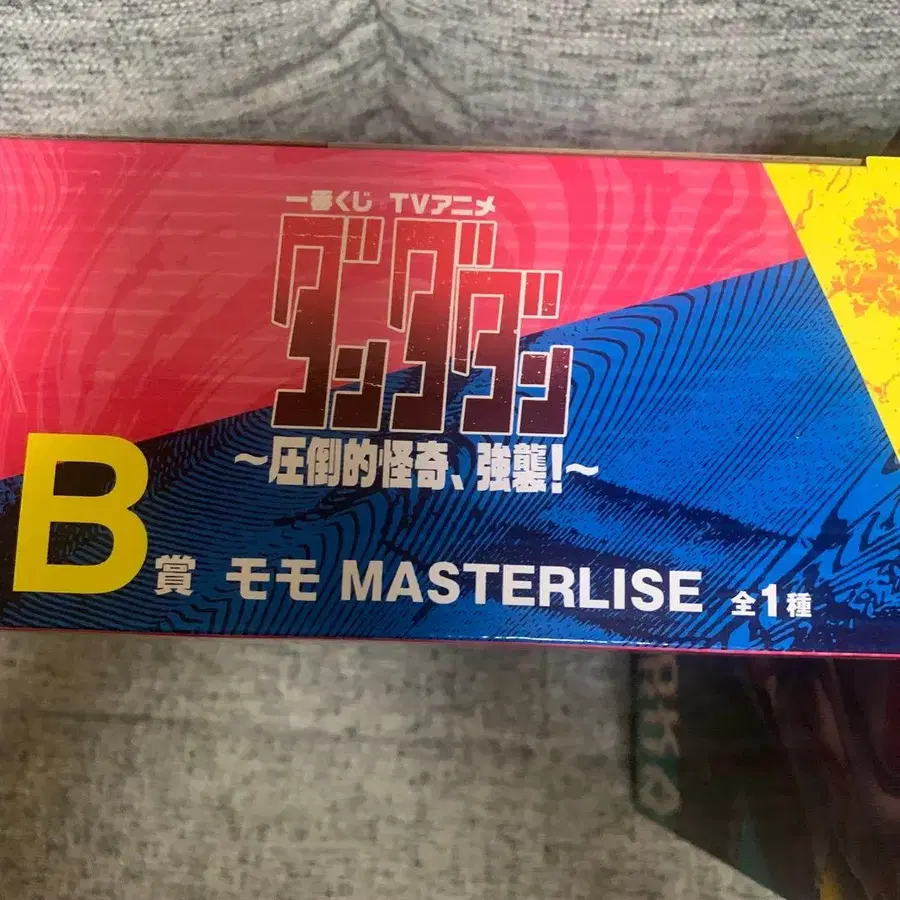 一番くじ TVアニメ
ダンダダン
～圧倒的怪奇、強襲!～
B賞 モモ MASTERLISE 全1種